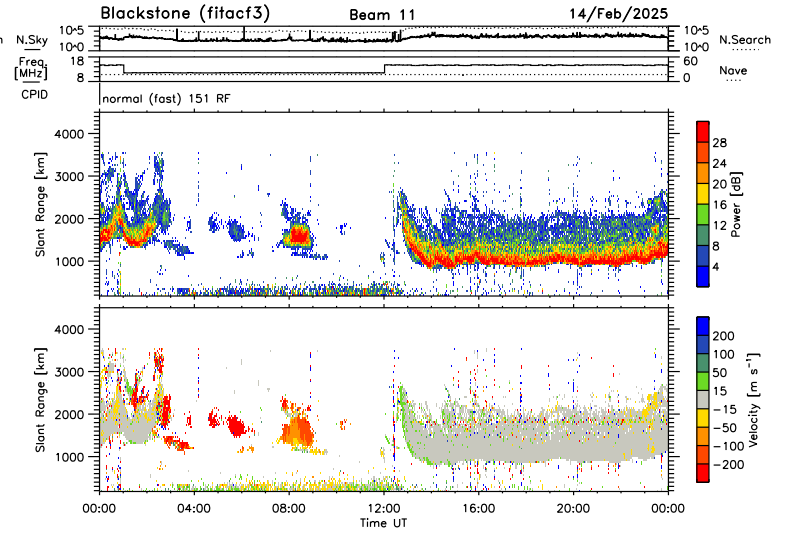 Blackstone (fitacf3) Beam 11 14/Feb/2025
n N.Sky 10^5 10^5 N.Search
10^0 10^0
Freq. 18 60 Nave
[MHz] 8 0
CPID normal (fast) 151 RF
4000
3000
2000
1000
Slant Range [km]
28
24
20
16
12
8
4
Power [dB]
4000
3000
2000
1000
Slant Range [km]
200
100
50
15
-15
-50
-100
-200
Velocity [m s⁻¹]
00:00 04:00 08:00 12:00 16:00 20:00 00:00
Time UT